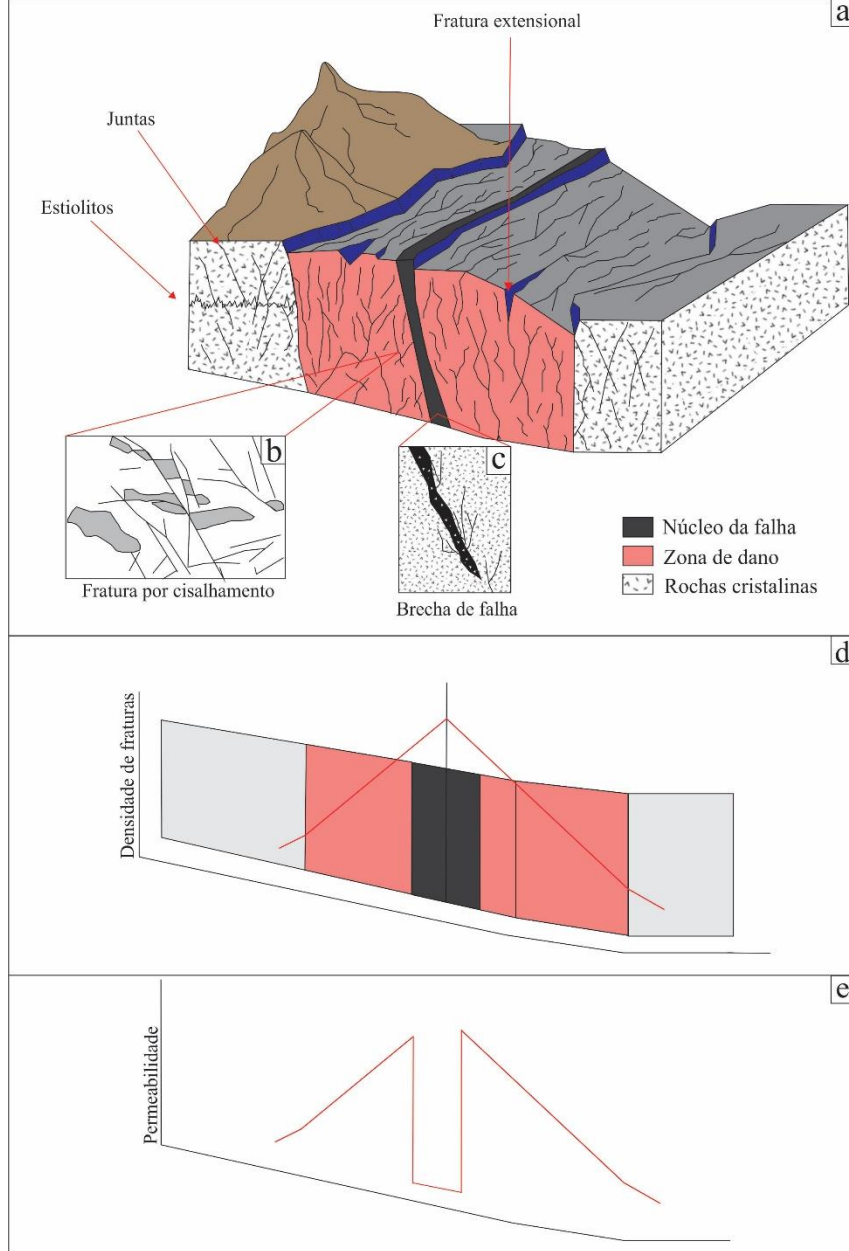 a
Fratura extensional
Juntas
Estiolitos
b
c
Fratura por cisalhamento
Brecha de falha
Núcleo da falha
Zona de dano
Rochas cristalinas
d
Densidade de fraturas
e
Permeabilidade